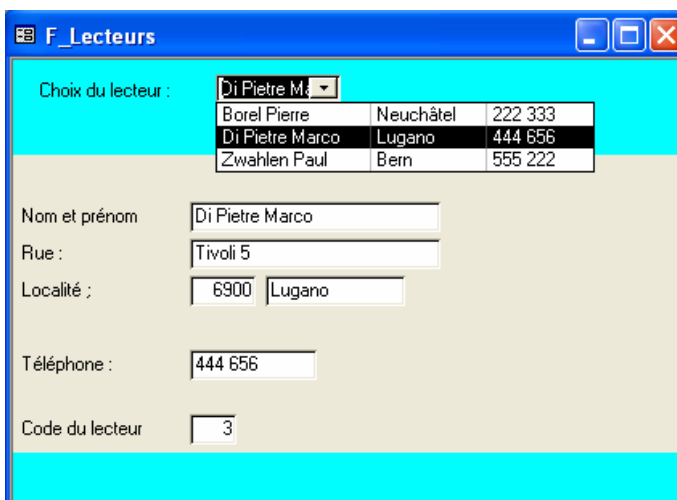 F_Lecteurs
Choix du lecteur : Di Pietre Ma
Borel Pierre Neuchâtel 222 333
Di Pietre Marco Lugano 444 656
Zwahlen Paul Bern 555 222
Nom et prénom Di Pietre Marco
Rue : Tivoli 5
Localité ; 6900 Lugano
Téléphone : 444 656
Code du lecteur 3